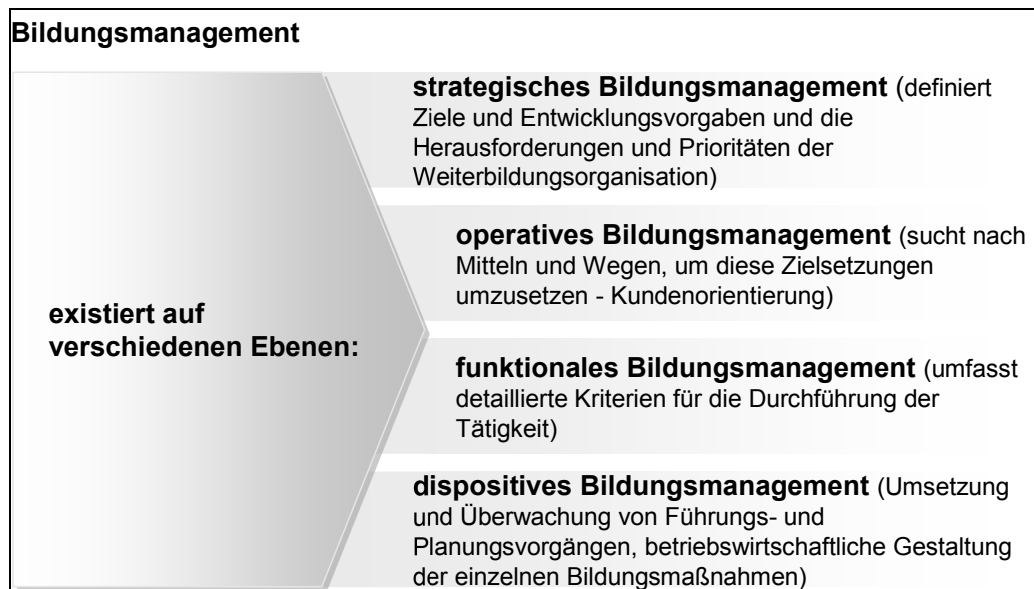 Bildungsmanagement
existiert auf
verschiedenen Ebenen:
strategisches Bildungsmanagement (definiert
Ziele und Entwicklungsvorgaben und die
Herausforderungen und Prioritäten der
Weiterbildungsorganisation)
operatives Bildungsmanagement (sucht nach
Mitteln und Wegen, um diese Zielsetzungen
umzusetzen - Kundenorientierung)
funktionales Bildungsmanagement (umfasst
detaillierte Kriterien für die Durchführung der
Tätigkeit)
dispositives Bildungsmanagement (Umsetzung
und Überwachung von Führungs- und
Planungsvorgängen, betriebswirtschaftliche Gestaltung
der einzelnen Bildungsmaßnahmen)